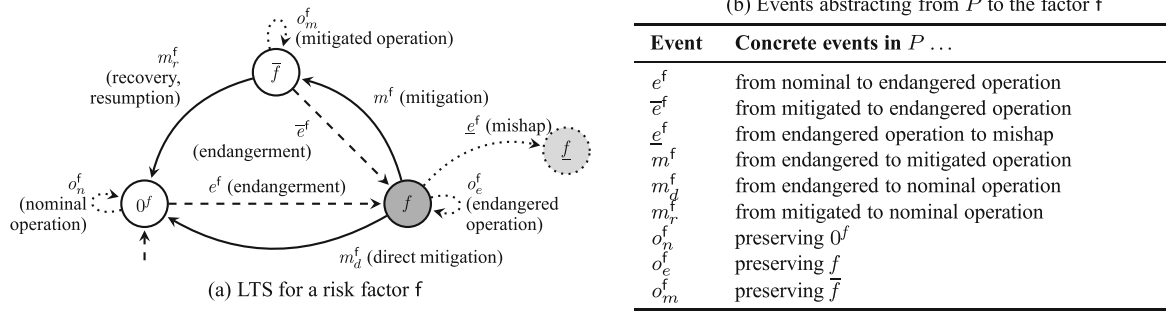 o_m^f
(mitigated operation)
m_r^f
(recovery,
resumption)
f̅
m^f (mitigation)
e̅^f
(endangerment)
e̲^f (mishap)
f̲
o_n^f
(nominal
operation)
0^f
e^f (endangerment)
f
o_e^f
(endangered
operation)
m_d^f (direct mitigation)
(a) LTS for a risk factor f
(b) Events abstracting from P to the factor f
Event Concrete events in P …
e^f from nominal to endangered operation
e̅^f from mitigated to endangered operation
e̲^f from endangered operation to mishap
m^f from endangered to mitigated operation
m_d^f from endangered to nominal operation
m_r^f from mitigated to nominal operation
o_n^f preserving 0^f
o_e^f preserving f
o_m^f preserving f̅